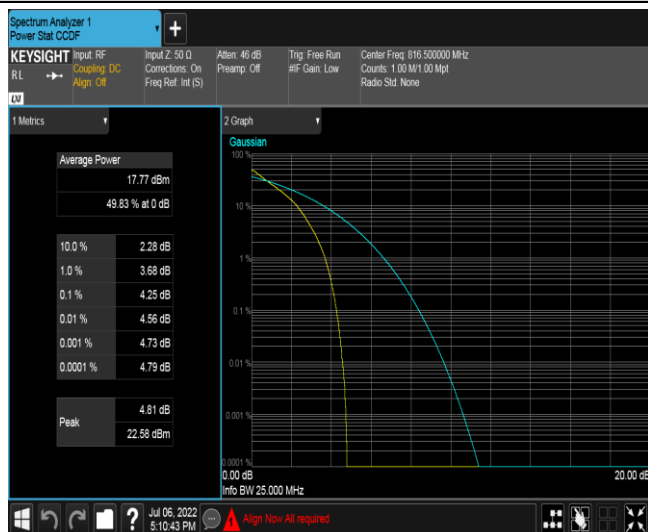 Spectrum Analyzer 1
Power Stat CCDF
KEYSIGHT
RL
LXI
Input: RF
Coupling: DC
Align: Off
Input Z: 50 Ω
Corrections: On
Freq Ref: Int (S)
Atten: 46 dB
Preamp: Off
Trig: Free Run
#IF Gain: Low
Center Freq: 816.500000 MHz
Counts: 1.00 M/1.00 Mpt
Radio Std: None
1 Metrics
Average Power
17.77 dBm
49.83 % at 0 dB
10.0 % 2.28 dB
1.0 % 3.68 dB
0.1 % 4.25 dB
0.01 % 4.56 dB
0.001 % 4.73 dB
0.0001 % 4.79 dB
Peak
4.81 dB
22.58 dBm
2 Graph
Gaussian
100 %
10 %
1 %
0.1 %
0.01 %
0.001 %
0.0001 %
0.00 dB 20.00 dB
Info BW 25.000 MHz
? Jul 06, 2022
5:10:43 PM
Align Now All required